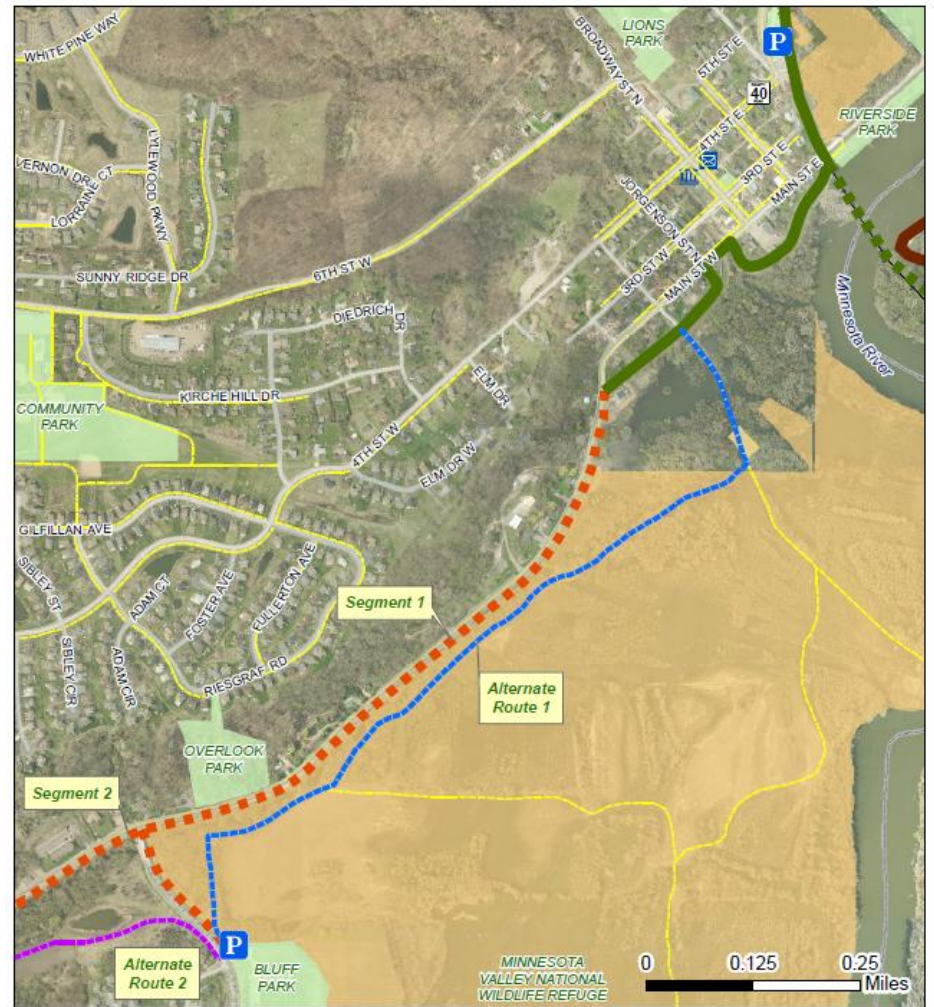 WHITE PINE WAY
LIONS
PARK
BROADWAY ST N
5TH ST E
P
40
4TH ST E
RIVERSIDE
PARK
VERNON DR
LORRAINE CT
LYLEWOOD PKWY
3RD ST E
MAIN ST E
JORGENSON ST N
SUNNY RIDGE DR
6TH ST W
3RD ST W
MAIN ST W
Minnesota River
DIEDRICH DR
ELM DR
KIRCHE HILL DR
COMMUNITY
PARK
4TH ST W
ELM DR W
GILFILLAN AVE
SIBLEY ST
ADAM CT
FOSTER AVE
FULLERTON AVE
Segment 1
SIBLEY CIR
ADAM CIR
RIESGRAF RD
Alternate
Route 1
OVERLOOK
PARK
Segment 2
P
Alternate
Route 2
BLUFF
PARK
MINNESOTA
VALLEY NATIONAL
WILDLIFE REFUGE
0 0.125 0.25
Miles